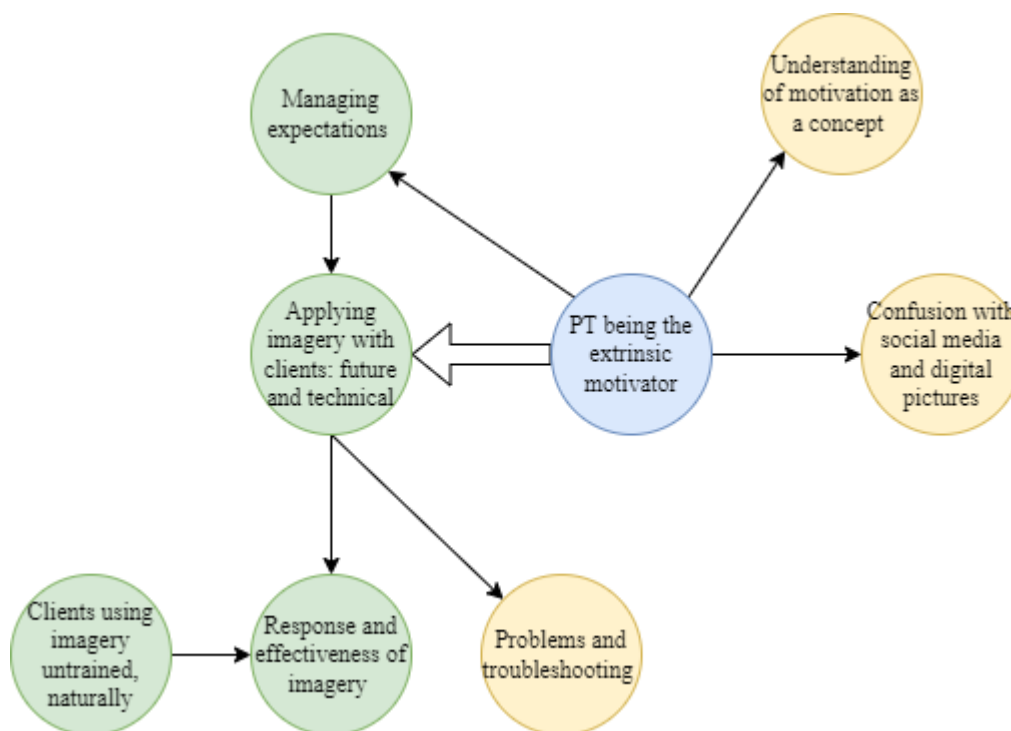 Managing
expectations
Understanding
of motivation as
a concept
Applying
imagery with
clients: future
and technical
PT being the
extrinsic
motivator
Confusion with
social media
and digital
pictures
Clients using
imagery
untrained,
naturally
Response and
effectiveness of
imagery
Problems and
troubleshooting